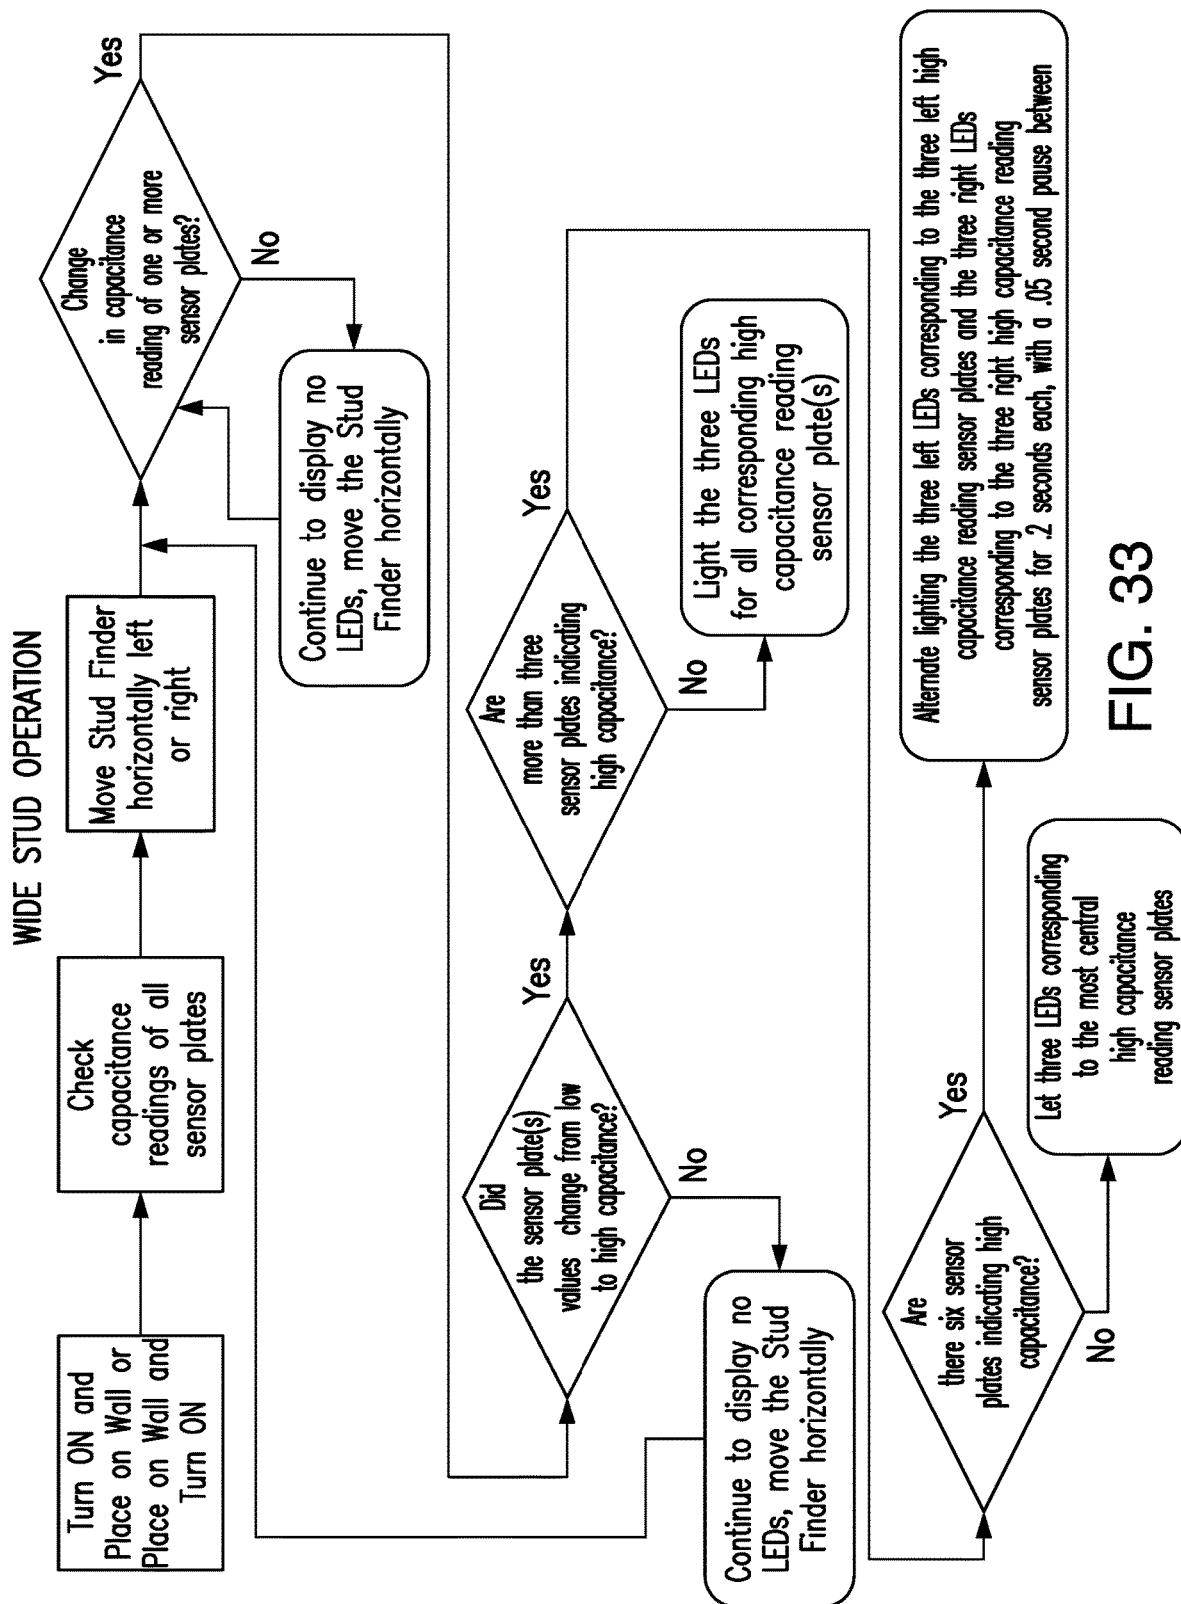 WIDE STUD OPERATION
Turn ON and
Place on Wall or
Place on Wall and
Turn ON
Check
capacitance
readings of all
sensor plates
Move Stud Finder
horizontally left
or right
Change
in capacitance
reading of one or more
sensor plates?
Yes
No
Continue to display no
LEDs, move the Stud
Finder horizontally
Did
the sensor plate(s)
values change from low
to high capacitance?
Yes
No
Continue to display no
LEDs, move the Stud
Finder horizontally
Are
more than three
sensor plates indicating
high capacitance?
Yes
No
Light the three LEDs
for all corresponding high
capacitance reading
sensor plate(s)
Are
there six sensor
plates indicating high
capacitance?
Yes
No
Let three LEDs corresponding
to the most central
high capacitance
reading sensor plates
Alternate lighting the three left LEDs corresponding to the three left high
capacitance reading sensor plates and the three right LEDs
corresponding to the three right high capacitance reading
sensor plates for .2 seconds each, with a .05 second pause between
FIG. 33